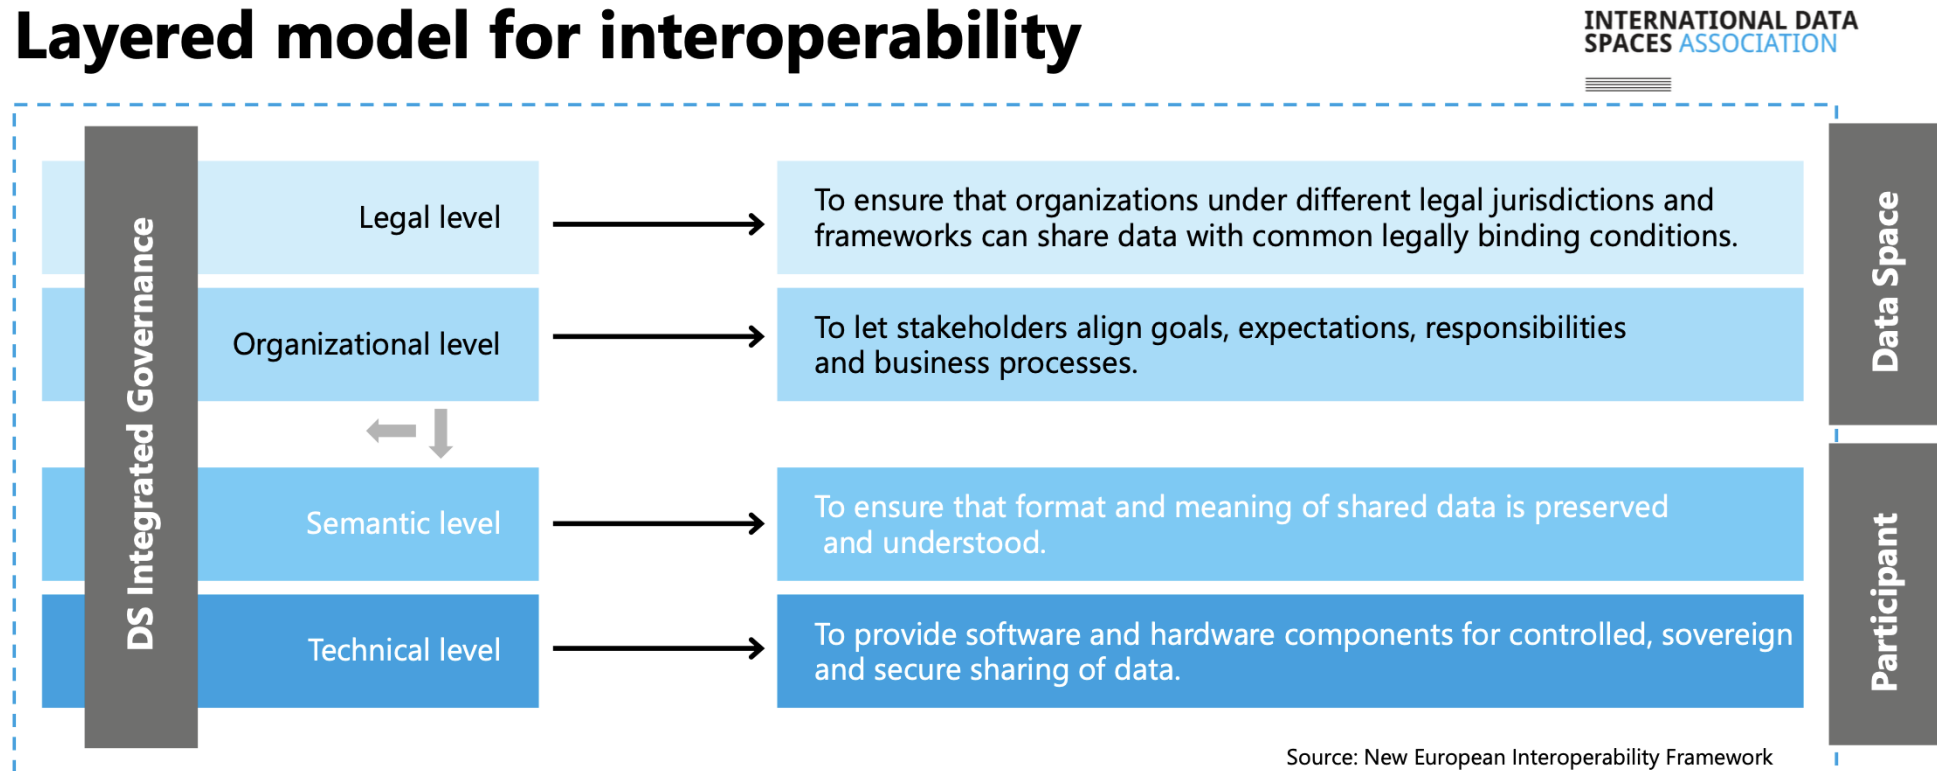 Layered model for interoperability
INTERNATIONAL DATA
SPACES ASSOCIATION
DS Integrated Governance
Legal level
To ensure that organizations under different legal jurisdictions and
frameworks can share data with common legally binding conditions.
Organizational level
To let stakeholders align goals, expectations, responsibilities
and business processes.
Data Space
Semantic level
To ensure that format and meaning of shared data is preserved
and understood.
Technical level
To provide software and hardware components for controlled, sovereign
and secure sharing of data.
Participant
Source: New European Interoperability Framework